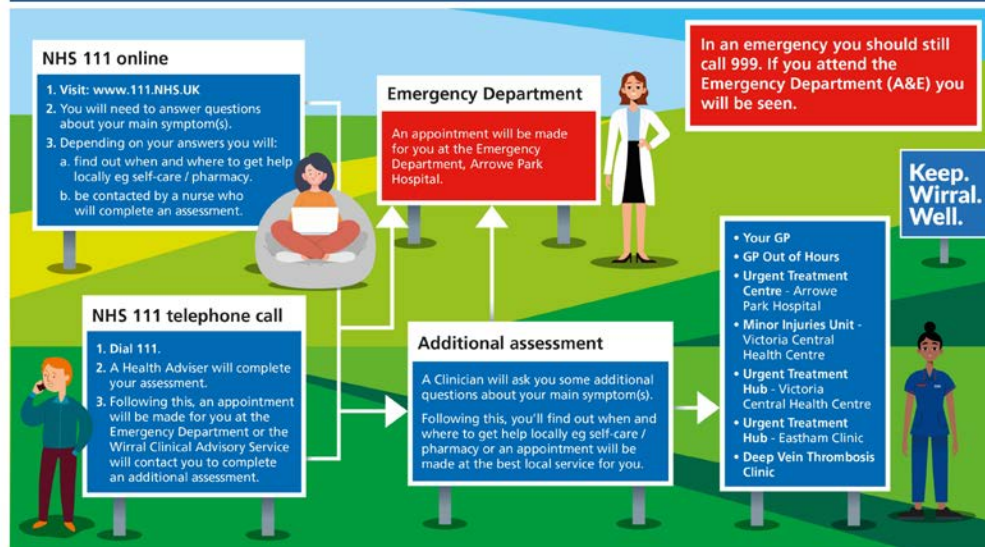 NHS 111 online
1. Visit: www.111.NHS.UK
2. You will need to answer questions
about your main symptom(s).
3. Depending on your answers you will:
a. find out when and where to get help
locally eg self-care / pharmacy.
b. be contacted by a nurse who
will complete an assessment.
Emergency Department
An appointment will be made
for you at the Emergency
Department, Arrowe Park
Hospital.
In an emergency you should still
call 999. If you attend the
Emergency Department (A&E) you
will be seen.
Keep.
Wirral.
Well.
NHS 111 telephone call
1. Dial 111.
2. A Health Adviser will complete
your assessment.
3. Following this, an appointment
will be made for you at the
Emergency Department or the
Wirral Clinical Advisory Service
will contact you to complete
an additional assessment.
Additional assessment
A Clinician will ask you some additional
questions about your main symptom(s).
Following this, you'll find out when and
where to get help locally eg self-care /
pharmacy or an appointment will be
made at the best local service for you.
• Your GP
• GP Out of Hours
• Urgent Treatment
Centre - Arrowe
Park Hospital
• Minor Injuries Unit -
Victoria Central
Health Centre
• Urgent Treatment
Hub - Victoria
Central Health Centre
• Urgent Treatment
Hub - Eastham Clinic
• Deep Vein Thrombosis
Clinic